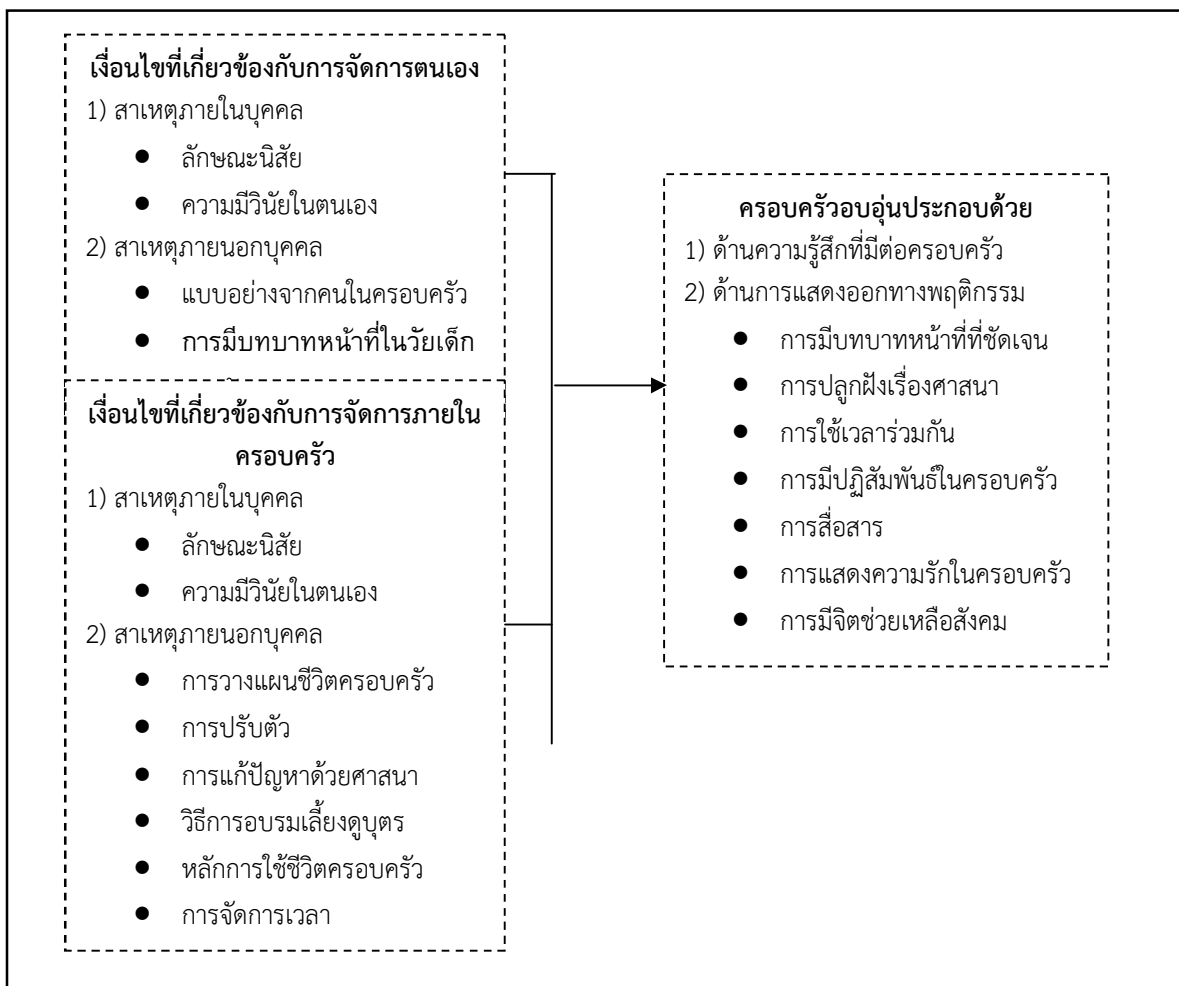 เงื่อนไขที่เกี่ยวข้องกับการจัดการตนเอง
1) สาเหตุภายในบุคคล
● ลักษณะนิสัย
● ความมีวินัยในตนเอง
2) สาเหตุภายนอกบุคคล
● แบบอย่างจากคนในครอบครัว
● การมีบทบาทหน้าที่ในวัยเด็ก
เงื่อนไขที่เกี่ยวข้องกับการจัดการภายใน
ครอบครัว
1) สาเหตุภายในบุคคล
● ลักษณะนิสัย
● ความมีวินัยในตนเอง
2) สาเหตุภายนอกบุคคล
● การวางแผนชีวิตครอบครัว
● การปรับตัว
● การแก้ปัญหาด้วยศาสนา
● วิธีการอบรมเลี้ยงดูบุตร
● หลักการใช้ชีวิตครอบครัว
● การจัดการเวลา
ครอบครัวอบอุ่นประกอบด้วย
1) ด้านความรู้สึกที่มีต่อครอบครัว
2) ด้านการแสดงออกทางพฤติกรรม
● การมีบทบาทหน้าที่ที่ชัดเจน
● การปลูกฝังเรื่องศาสนา
● การใช้เวลาร่วมกัน
● การมีปฏิสัมพันธ์ในครอบครัว
● การสื่อสาร
● การแสดงความรักในครอบครัว
● การมีจิตช่วยเหลือสังคม